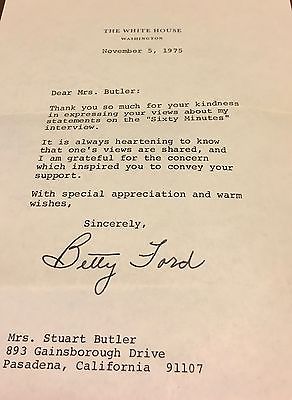 THE WHITE HOUSE
WASHINGTON
November 5, 1975
Dear Mrs. Butler:
Thank you so much for your kindness
in expressing your views about my
statements on the "Sixty Minutes"
interview.
It is always heartening to know
that one's views are shared, and
I am grateful for the concern
which inspired you to convey your
support.
With special appreciation and warm
wishes,
Sincerely,
Betty Ford
Mrs. Stuart Butler
893 Gainsborough Drive
Pasadena, California 91107